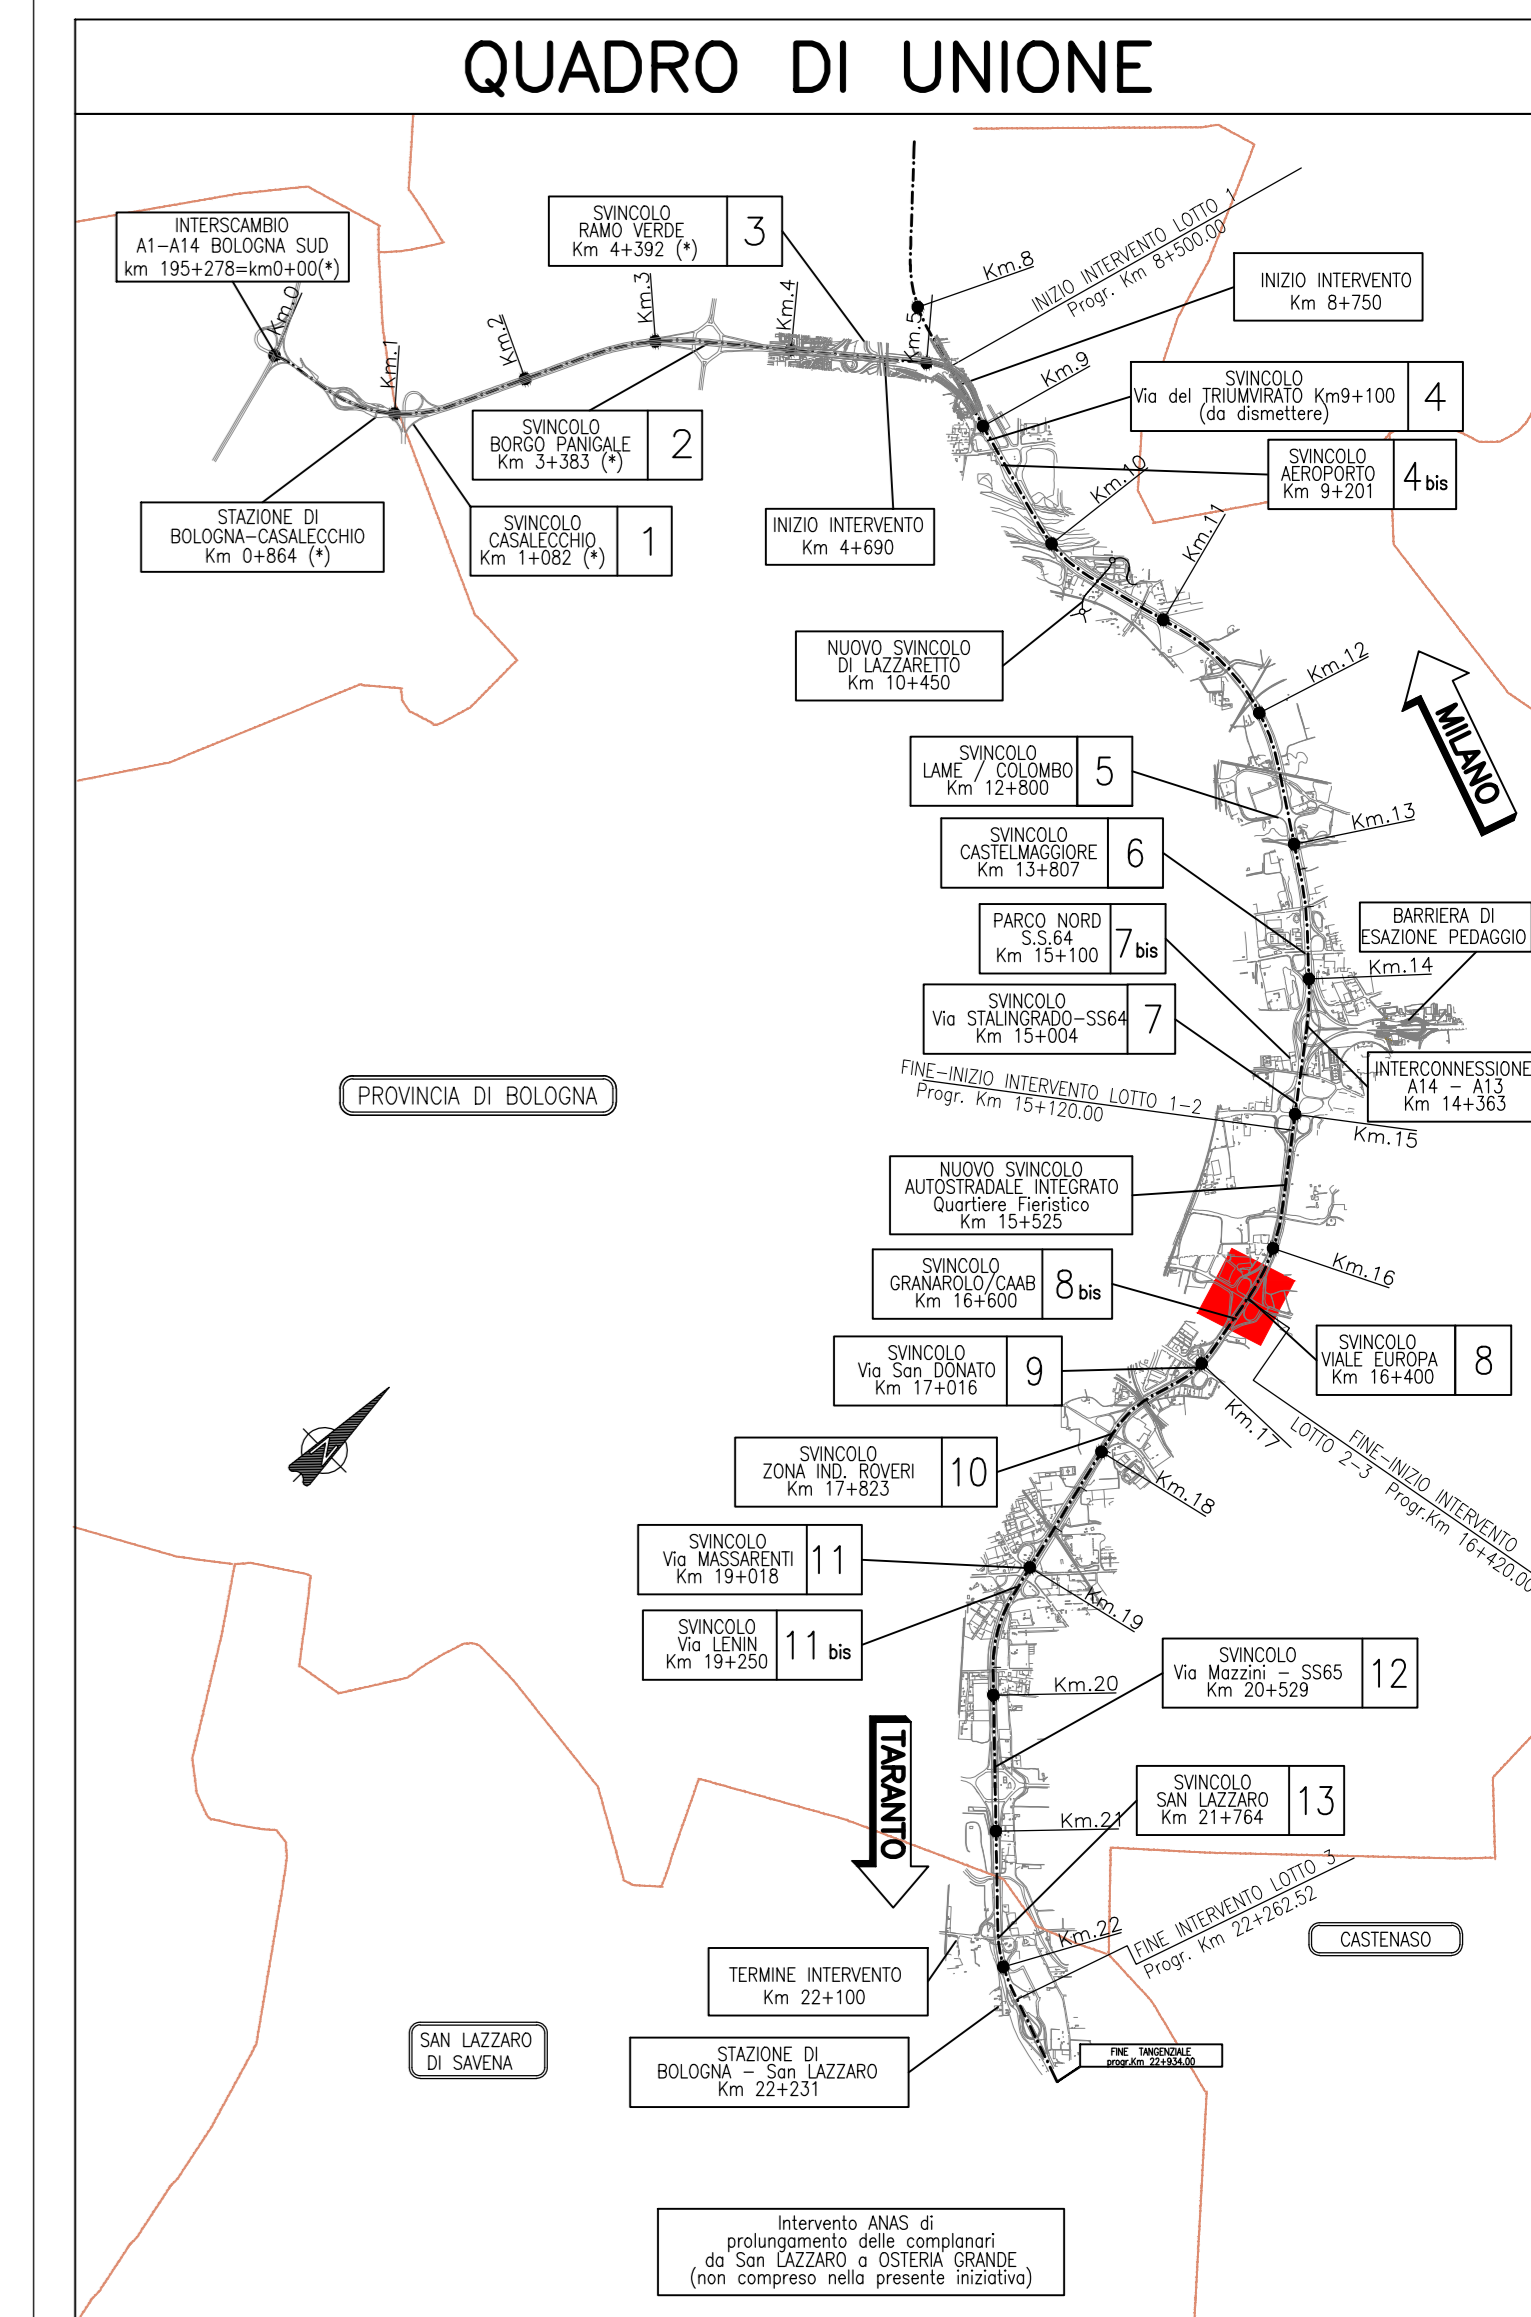 QUADRO DI UNIONE
INTERSCAMBIO
A1-A14 BOLOGNA SUD
km 195+278=km0+00(*)
SVINCOLO
RAMO VERDE
Km 4+392 (*)
3
Km.0
Km.1
Km.2
Km.3
Km.4
Km.5
Km.8
INIZIO INTERVENTO LOTTO 1
Progr. Km 8+500.00
INIZIO INTERVENTO
Km 8+750
Km.9
SVINCOLO
Via del TRIUMVIRATO Km9+100
(da dismettere)
4
SVINCOLO
BORGO PANIGALE
Km 3+383 (*)
2
SVINCOLO
AEROPORTO
Km 9+201
4 bis
Km.10
STAZIONE DI
BOLOGNA-CASALECCHIO
Km 0+864 (*)
SVINCOLO
CASALECCHIO
Km 1+082 (*)
1
INIZIO INTERVENTO
Km 4+690
Km.11
NUOVO SVINCOLO
DI LAZZARETTO
Km 10+450
Km.12
MILANO
SVINCOLO
LAME / COLOMBO
Km 12+800
5
Km.13
SVINCOLO
CASTELMAGGIORE
Km 13+807
6
PARCO NORD
S.S.64
Km 15+100
7 bis
BARRIERA DI
ESAZIONE PEDAGGIO
Km.14
SVINCOLO
Via STALINGRADO-SS64
Km 15+004
7
FINE-INIZIO INTERVENTO LOTTO 1-2
Progr. Km 15+120.00
INTERCONNESSIONE
A14 - A13
Km 14+363
PROVINCIA DI BOLOGNA
Km.15
NUOVO SVINCOLO
AUTOSTRADALE INTEGRATO
Quartiere Fieristico
Km 15+525
Km.16
SVINCOLO
GRANAROLO/CAAB
Km 16+600
8 bis
SVINCOLO
VIALE EUROPA
Km 16+400
8
SVINCOLO
Via San DONATO
Km 17+016
9
Km.17
FINE-INIZIO INTERVENTO
LOTTO 2-3 Progr.Km 16+420.00
SVINCOLO
ZONA IND. ROVERI
Km 17+823
10
Km.18
SVINCOLO
Via MASSARENTI
Km 19+018
11
Km.19
SVINCOLO
Via LENIN
Km 19+250
11 bis
Km.20
SVINCOLO
Via Mazzini - SS65
Km 20+529
12
TARANTO
SVINCOLO
SAN LAZZARO
Km 21+764
13
Km.21
FINE INTERVENTO LOTTO 3
Progr. Km 22+262.52
Km.22
CASTENASO
TERMINE INTERVENTO
Km 22+100
SAN LAZZARO
DI SAVENA
STAZIONE DI
BOLOGNA - San LAZZARO
Km 22+231
FINE TANGENZIALE
progr.Km 22+934.00
Intervento ANAS di
prolungamento delle complanari
da San LAZZARO a OSTERIA GRANDE
(non compreso nella presente iniziativa)